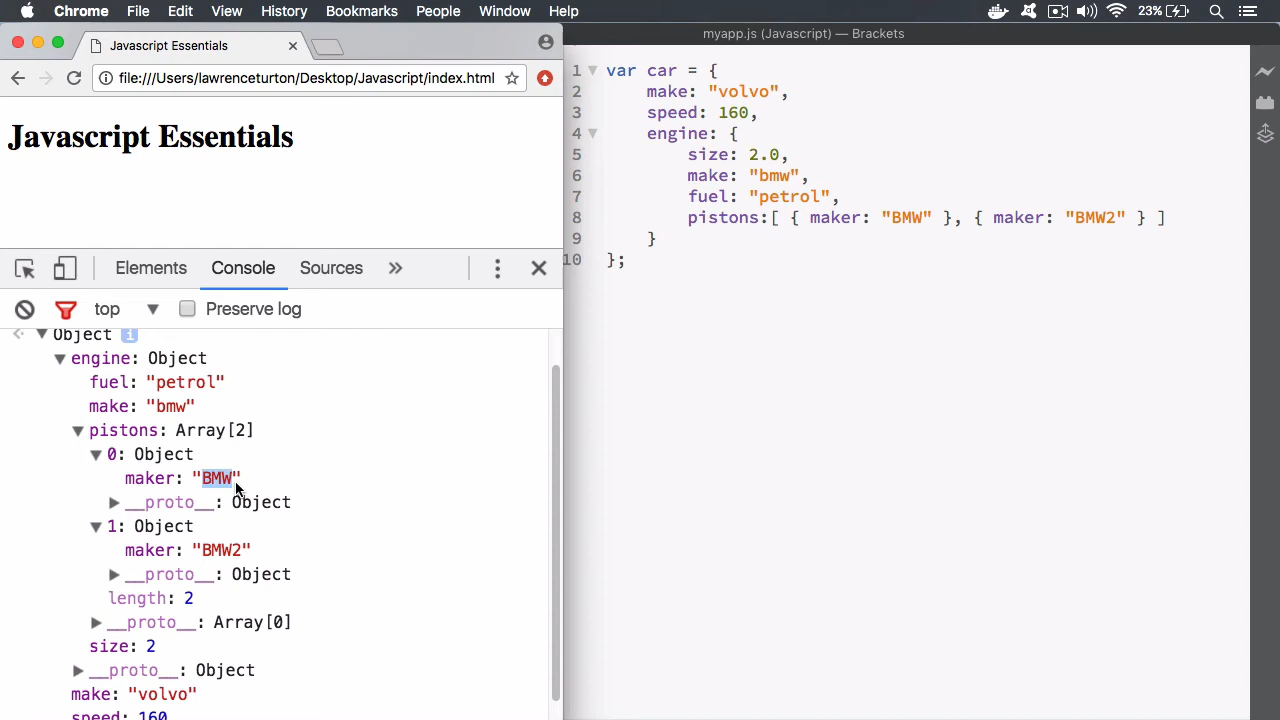 Chrome File Edit View History Bookmarks People Window Help 23%
Javascript Essentials
file:///Users/lawrenceturton/Desktop/Javascript/index.html
Javascript Essentials
Elements Console Sources »
top Preserve log
Object i
engine: Object
fuel: "petrol"
make: "bmw"
pistons: Array[2]
0: Object
maker: "BMW"
__proto__: Object
1: Object
maker: "BMW2"
__proto__: Object
length: 2
__proto__: Array[0]
size: 2
__proto__: Object
make: "volvo"
speed: 160
myapp.js (Javascript) — Brackets
1 var car = {
2 make: "volvo",
3 speed: 160,
4 engine: {
5 size: 2.0,
6 make: "bmw",
7 fuel: "petrol",
8 pistons:[ { maker: "BMW" }, { maker: "BMW2" } ]
9 }
10 };